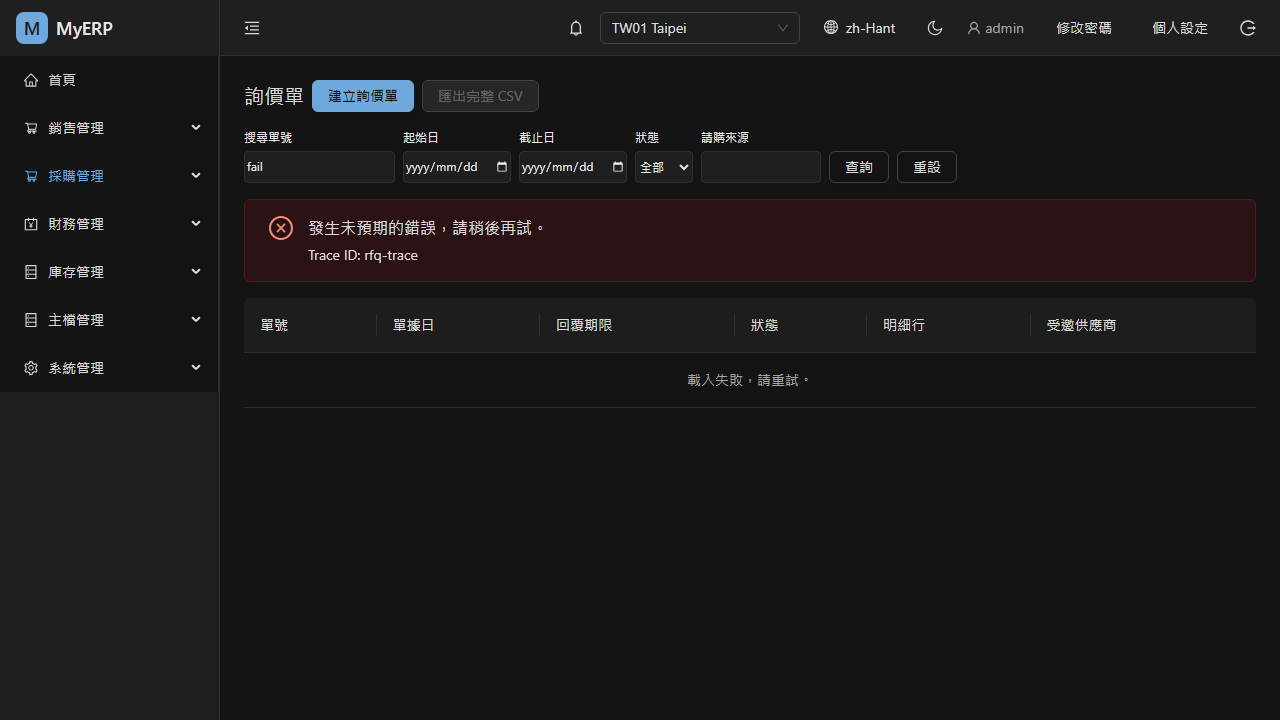 M MyERP
TW01 Taipei
zh-Hant
admin
修改密碼
個人設定
首頁
銷售管理
採購管理
財務管理
庫存管理
主檔管理
系統管理
詢價單
建立詢價單
匯出完整 CSV
搜尋單號
起始日
截止日
狀態
請購來源
fail
yyyy/mm/dd
yyyy/mm/dd
全部
查詢
重設
發生未預期的錯誤，請稍後再試。
Trace ID: rfq-trace
單號
單據日
回覆期限
狀態
明細行
受邀供應商
載入失敗，請重試。